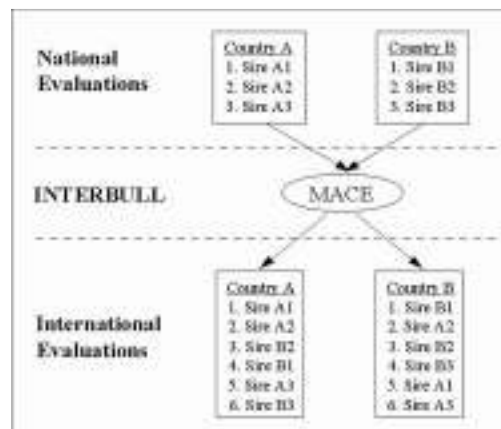 National
Evaluations
Country A
1. Sire A1
2. Sire A2
3. Sire A3
Country B
1. Sire B1
2. Sire B2
3. Sire B3
INTERBULL
MACE
International
Evaluations
Country A
1. Sire A1
2. Sire A2
3. Sire B2
4. Sire B1
5. Sire A3
6. Sire B3
Country B
1. Sire B1
2. Sire A2
3. Sire B2
4. Sire B3
5. Sire A1
6. Sire A3